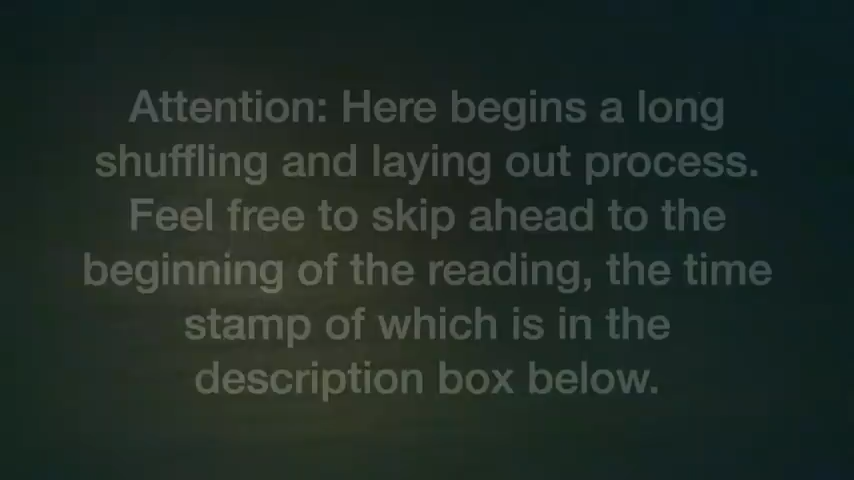 Attention: Here begins a long
shuffling and laying out process.
Feel free to skip ahead to the
beginning of the reading, the time
stamp of which is in the
description box below.